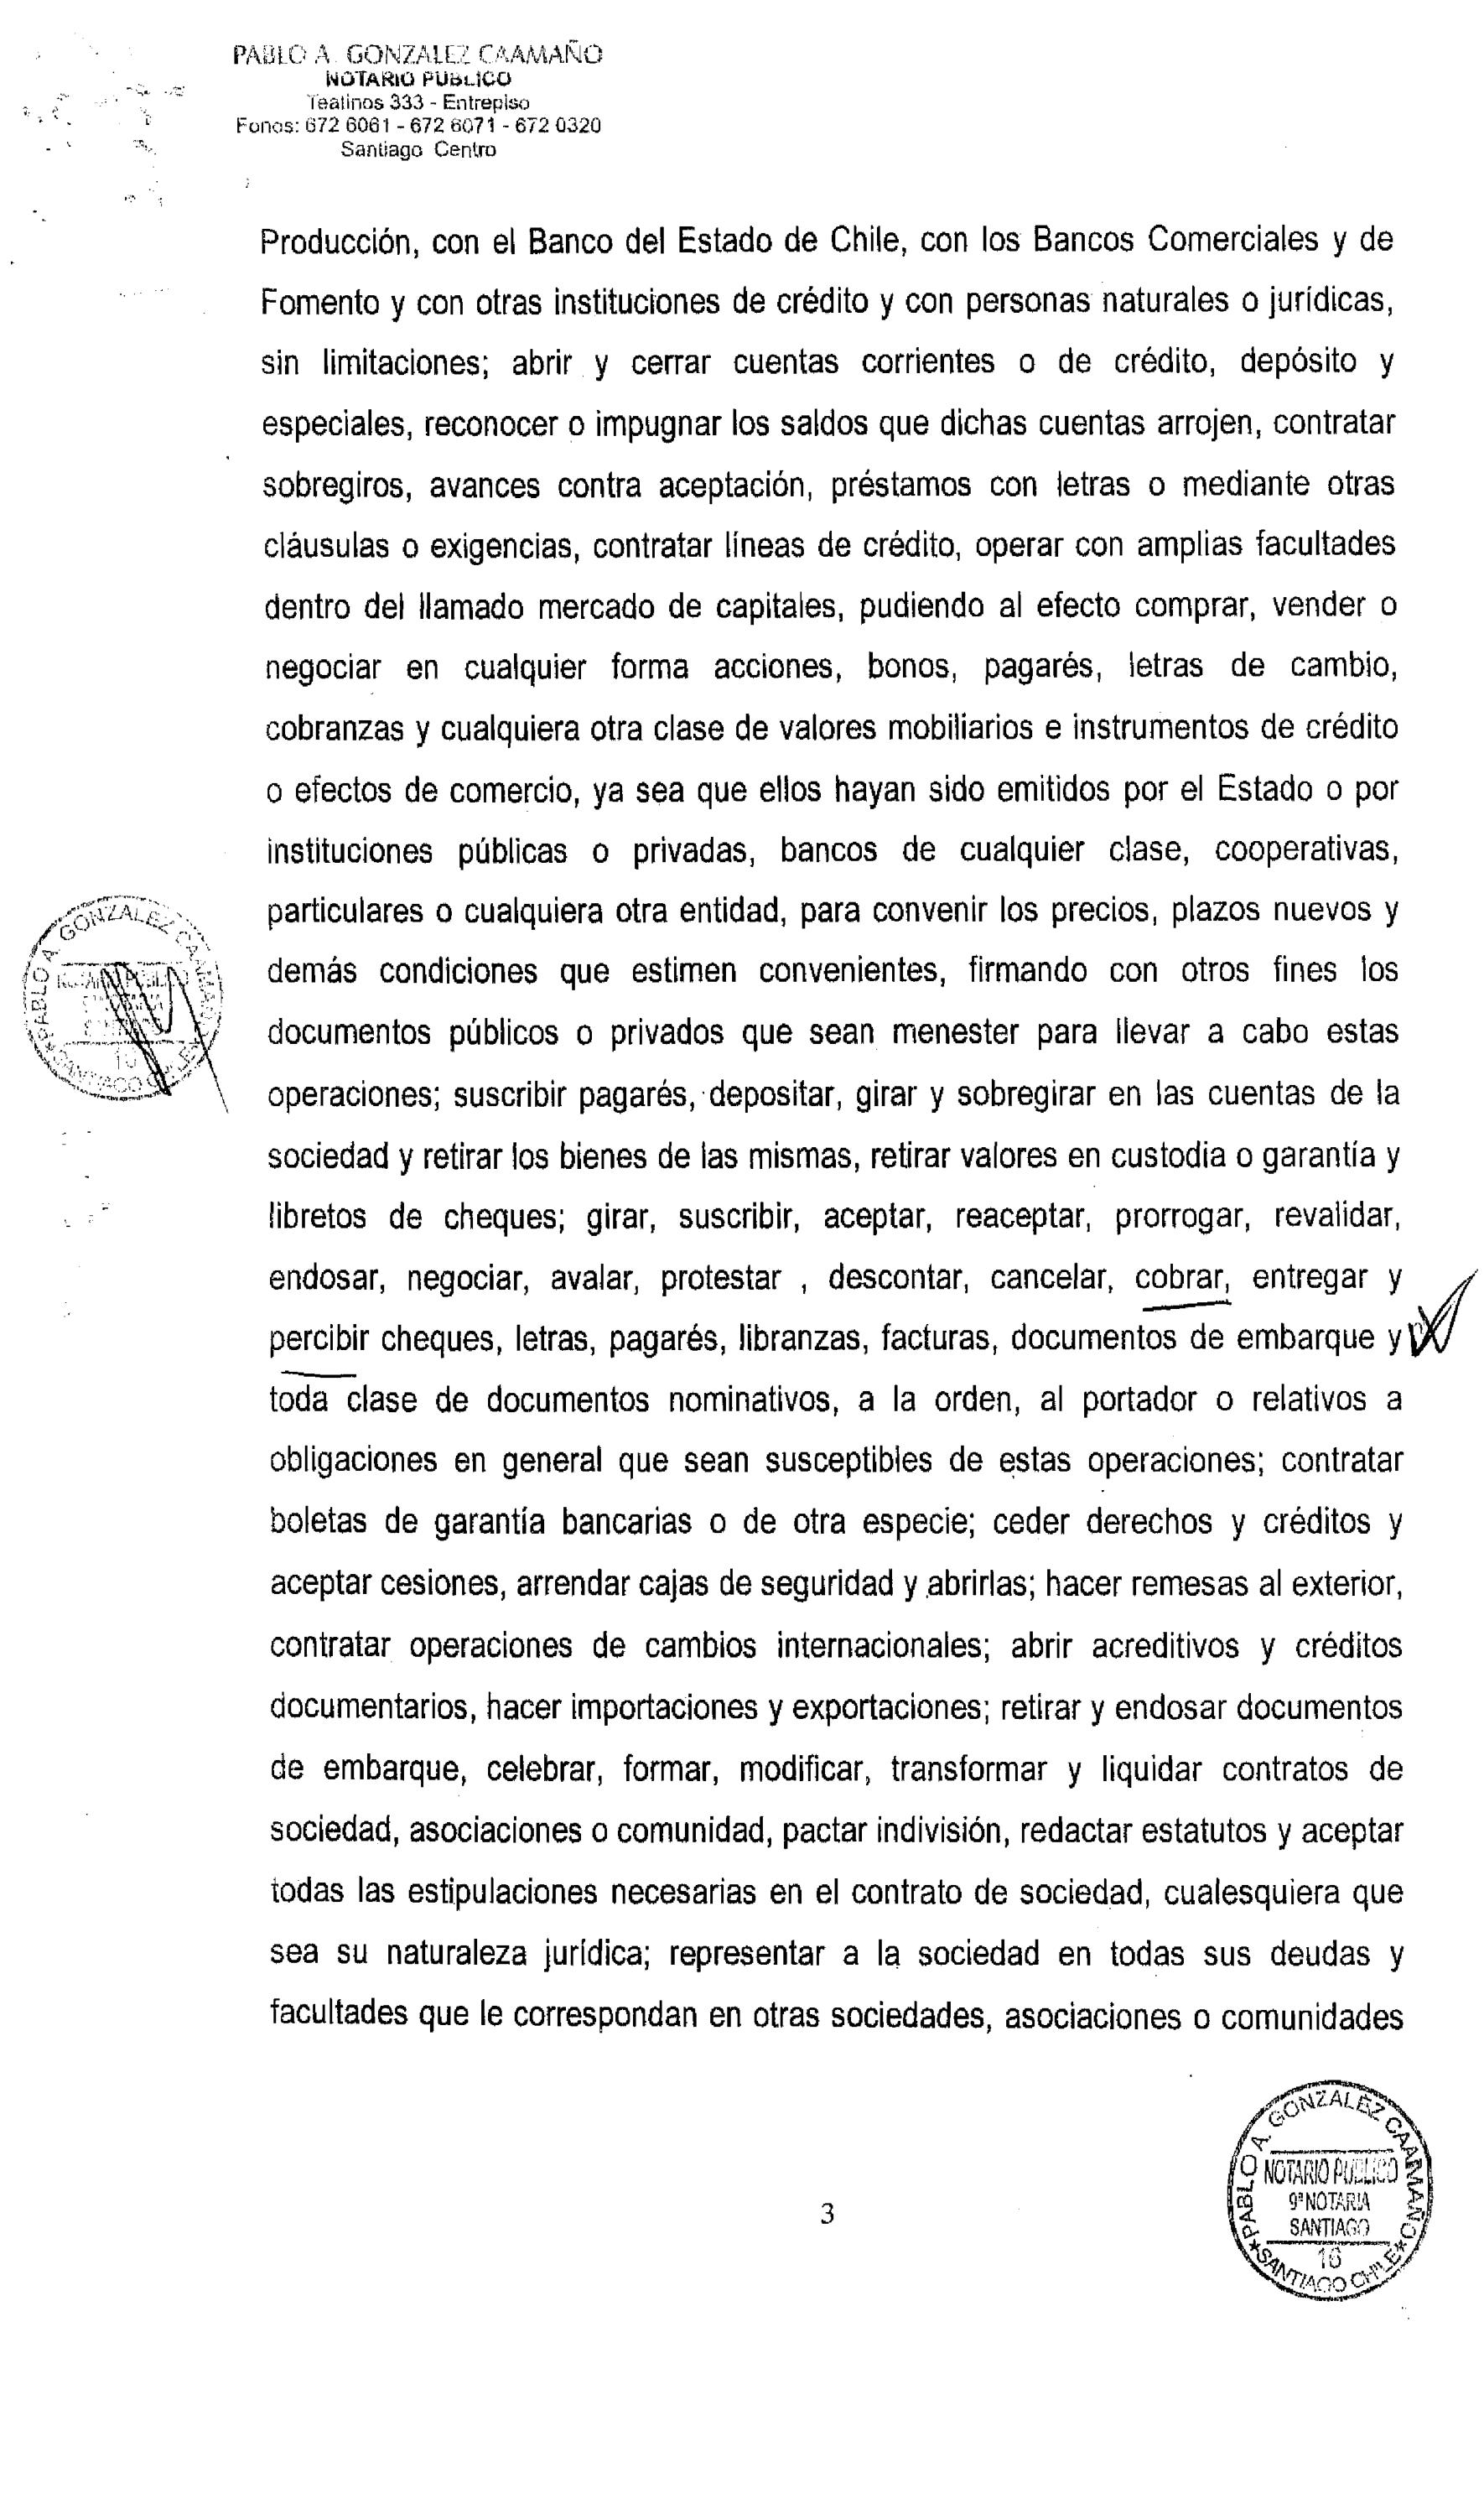 PABLO A. GONZALEZ CAAMAÑO
NOTARIO PUBLICO
Teatinos 333 - Entrepiso
Fonos: 672 6061 - 672 6071 - 672 0320
Santiago Centro
Producción, con el Banco del Estado de Chile, con los Bancos Comerciales y de
Fomento y con otras instituciones de crédito y con personas naturales o jurídicas,
sin limitaciones; abrir y cerrar cuentas corrientes o de crédito, depósito y
especiales, reconocer o impugnar los saldos que dichas cuentas arrojen, contratar
sobregiros, avances contra aceptación, préstamos con letras o mediante otras
cláusulas o exigencias, contratar líneas de crédito, operar con amplias facultades
dentro del llamado mercado de capitales, pudiendo al efecto comprar, vender o
negociar en cualquier forma acciones, bonos, pagarés, letras de cambio,
cobranzas y cualquiera otra clase de valores mobiliarios e instrumentos de crédito
o efectos de comercio, ya sea que ellos hayan sido emitidos por el Estado o por
instituciones públicas o privadas, bancos de cualquier clase, cooperativas,
particulares o cualquiera otra entidad, para convenir los precios, plazos nuevos y
demás condiciones que estimen convenientes, firmando con otros fines los
documentos públicos o privados que sean menester para llevar a cabo estas
operaciones; suscribir pagarés, depositar, girar y sobregirar en las cuentas de la
sociedad y retirar los bienes de las mismas, retirar valores en custodia o garantía y
libretos de cheques; girar, suscribir, aceptar, reaceptar, prorrogar, revalidar,
endosar, negociar, avalar, protestar , descontar, cancelar, cobrar, entregar y
percibir cheques, letras, pagarés, libranzas, facturas, documentos de embarque y
toda clase de documentos nominativos, a la orden, al portador o relativos a
obligaciones en general que sean susceptibles de estas operaciones; contratar
boletas de garantía bancarias o de otra especie; ceder derechos y créditos y
aceptar cesiones, arrendar cajas de seguridad y abrirlas; hacer remesas al exterior,
contratar operaciones de cambios internacionales; abrir acreditivos y créditos
documentarios, hacer importaciones y exportaciones; retirar y endosar documentos
de embarque, celebrar, formar, modificar, transformar y liquidar contratos de
sociedad, asociaciones o comunidad, pactar indivisión, redactar estatutos y aceptar
todas las estipulaciones necesarias en el contrato de sociedad, cualesquiera que
sea su naturaleza jurídica; representar a la sociedad en todas sus deudas y
facultades que le correspondan en otras sociedades, asociaciones o comunidades
PABLO A. GONZALEZ CAAMAÑO
SANTIAGO CHILE
3
PABLO A. GONZALEZ CAAMAÑO
NOTARIO PUBLICO
9ª NOTARIA
SANTIAGO
SANTIAGO CHILE